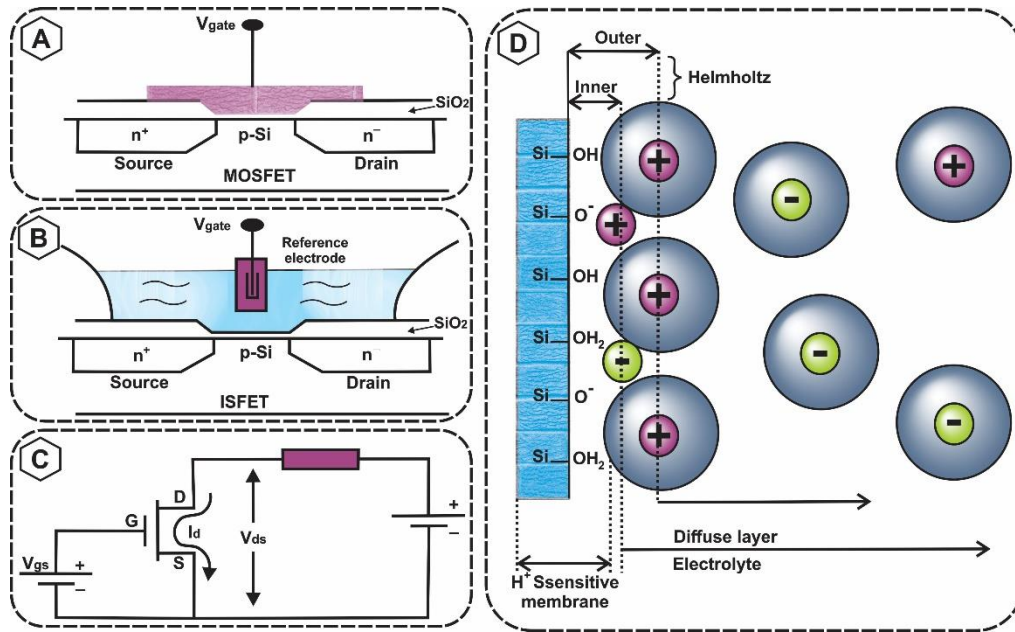 A
Vgate
SiO₂
n⁺
p-Si
n⁻
Source
Drain
MOSFET
B
Vgate
Reference
electrode
SiO₂
n⁺
p-Si
n⁻
Source
Drain
ISFET
C
D
G
Id
S
Vds
Vgs
+
−
+
−
D
Outer
Helmholtz
Inner
Si OH
+
+
-
Si O⁻
+
Si OH
+
Si OH₂
-
-
Si O⁻
Si OH₂
+
-
Diffuse layer
Electrolyte
H⁺ Ssensitive
membrane